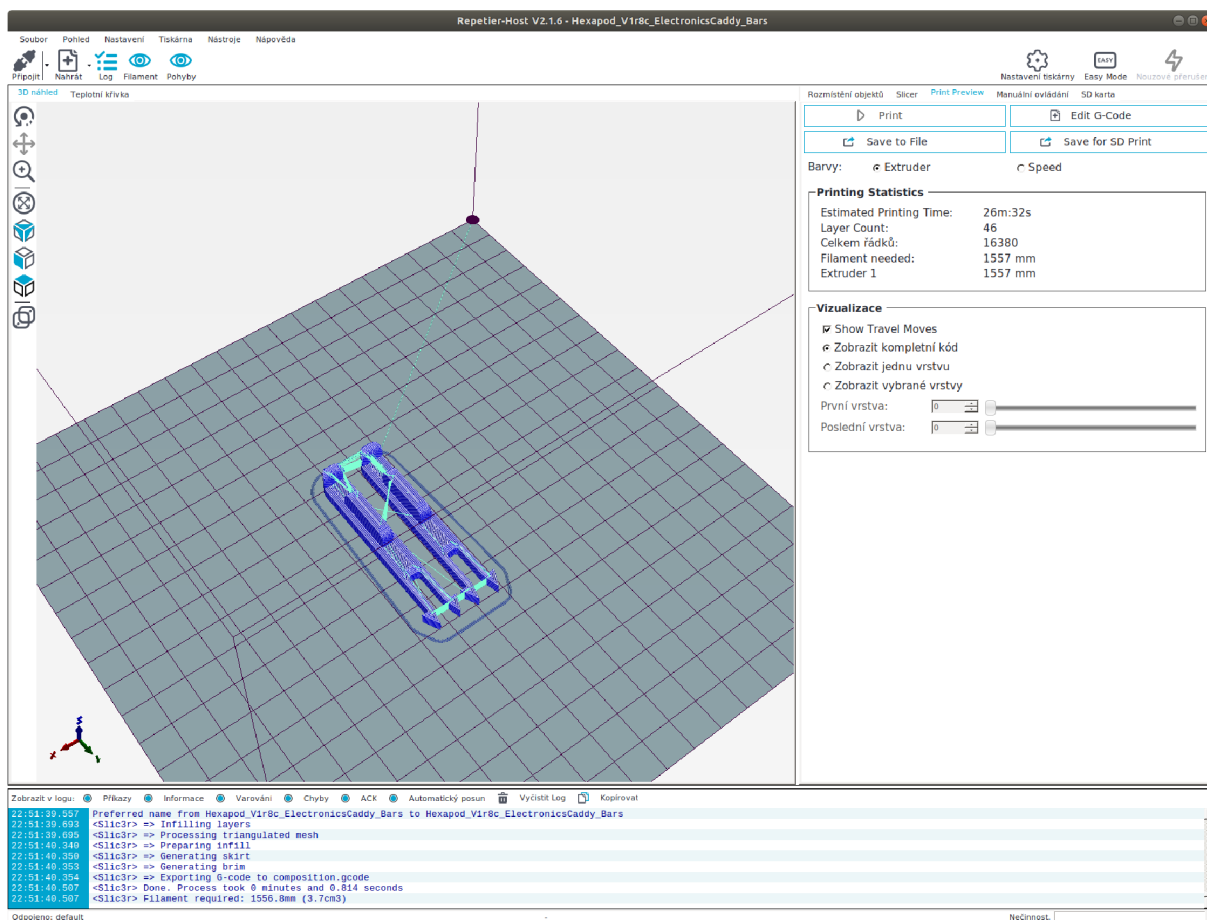 Repetier-Host V2.1.6 - Hexapod_V1r8c_ElectronicsCaddy_Bars
Soubor Pohled Nastavení Tiskárna Nástroje Nápověda
Připojit Nahrát Log Filament Pohyby
EASY
Nastavení tiskárny Easy Mode Nouzové přerušen
3D náhled Teplotní křivka
Rozmístění objektů Slicer Print Preview Manuální ovládání SD karta
Print Edit G-Code
Save to File Save for SD Print
Barvy: Extruder Speed
Printing Statistics
Estimated Printing Time: 26m:32s
Layer Count: 46
Celkem řádků: 16380
Filament needed: 1557 mm
Extruder 1 1557 mm
Vizualizace
Show Travel Moves
Zobrazit kompletní kód
Zobrazit jednu vrstvu
Zobrazit vybrané vrstvy
První vrstva: 0
Poslední vrstva: 0
Zobrazit v logu: Příkazy Informace Varování Chyby ACK Automatický posun Vyčistit Log Kopírovat
22:51:39.557 Preferred name from Hexapod_V1r8c_ElectronicsCaddy_Bars to Hexapod_V1r8c_ElectronicsCaddy_Bars
22:51:39.693 <Slic3r> => Infilling layers
22:51:39.695 <Slic3r> => Processing triangulated mesh
22:51:40.340 <Slic3r> => Preparing infill
22:51:40.350 <Slic3r> => Generating skirt
22:51:40.353 <Slic3r> => Generating brim
22:51:40.354 <Slic3r> => Exporting G-code to composition.gcode
22:51:40.507 <Slic3r> Done. Process took 0 minutes and 0.814 seconds
22:51:40.507 <Slic3r> Filament required: 1556.8mm (3.7cm3)
Odpojeno: default - Nečinnost.